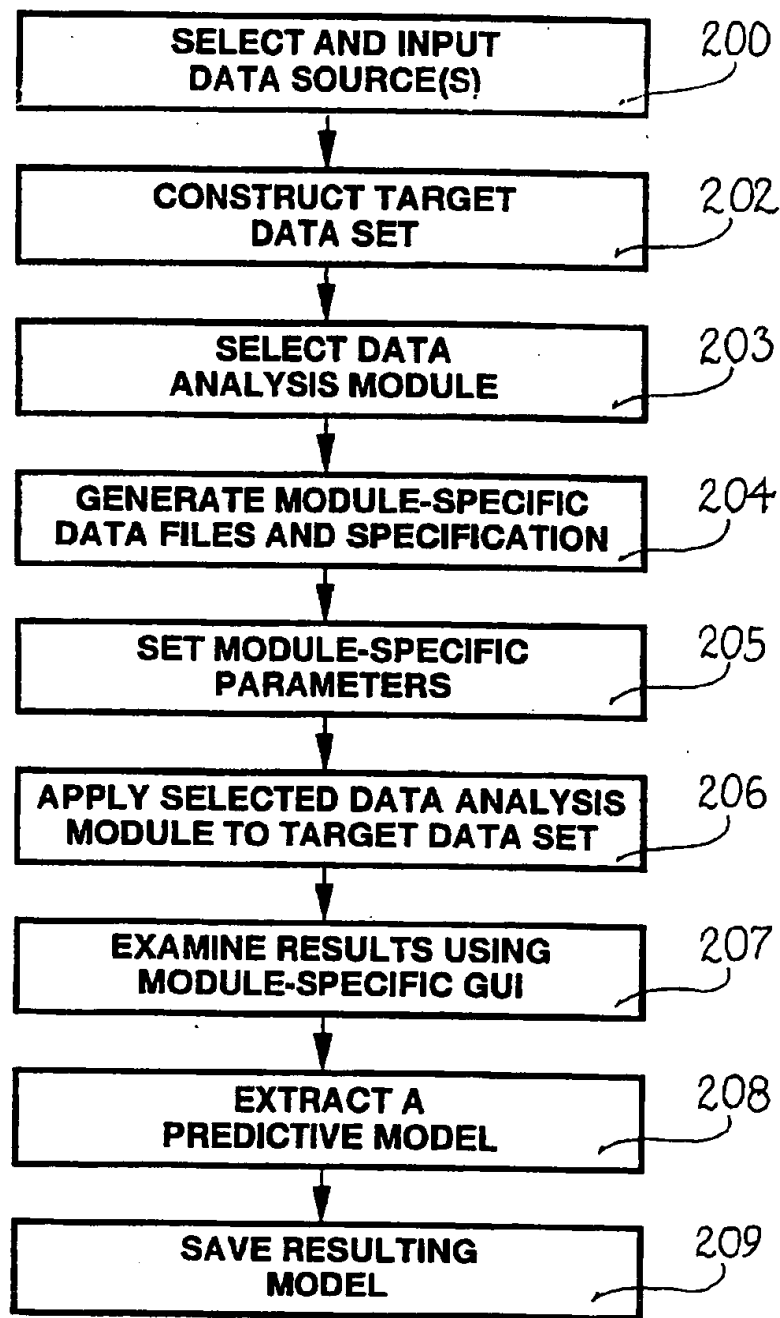 SELECT AND INPUT
DATA SOURCE(S)
200
CONSTRUCT TARGET
DATA SET
202
SELECT DATA
ANALYSIS MODULE
203
GENERATE MODULE-SPECIFIC
DATA FILES AND SPECIFICATION
204
SET MODULE-SPECIFIC
PARAMETERS
205
APPLY SELECTED DATA ANALYSIS
MODULE TO TARGET DATA SET
206
EXAMINE RESULTS USING
MODULE-SPECIFIC GUI
207
EXTRACT A
PREDICTIVE MODEL
208
SAVE RESULTING
MODEL
209